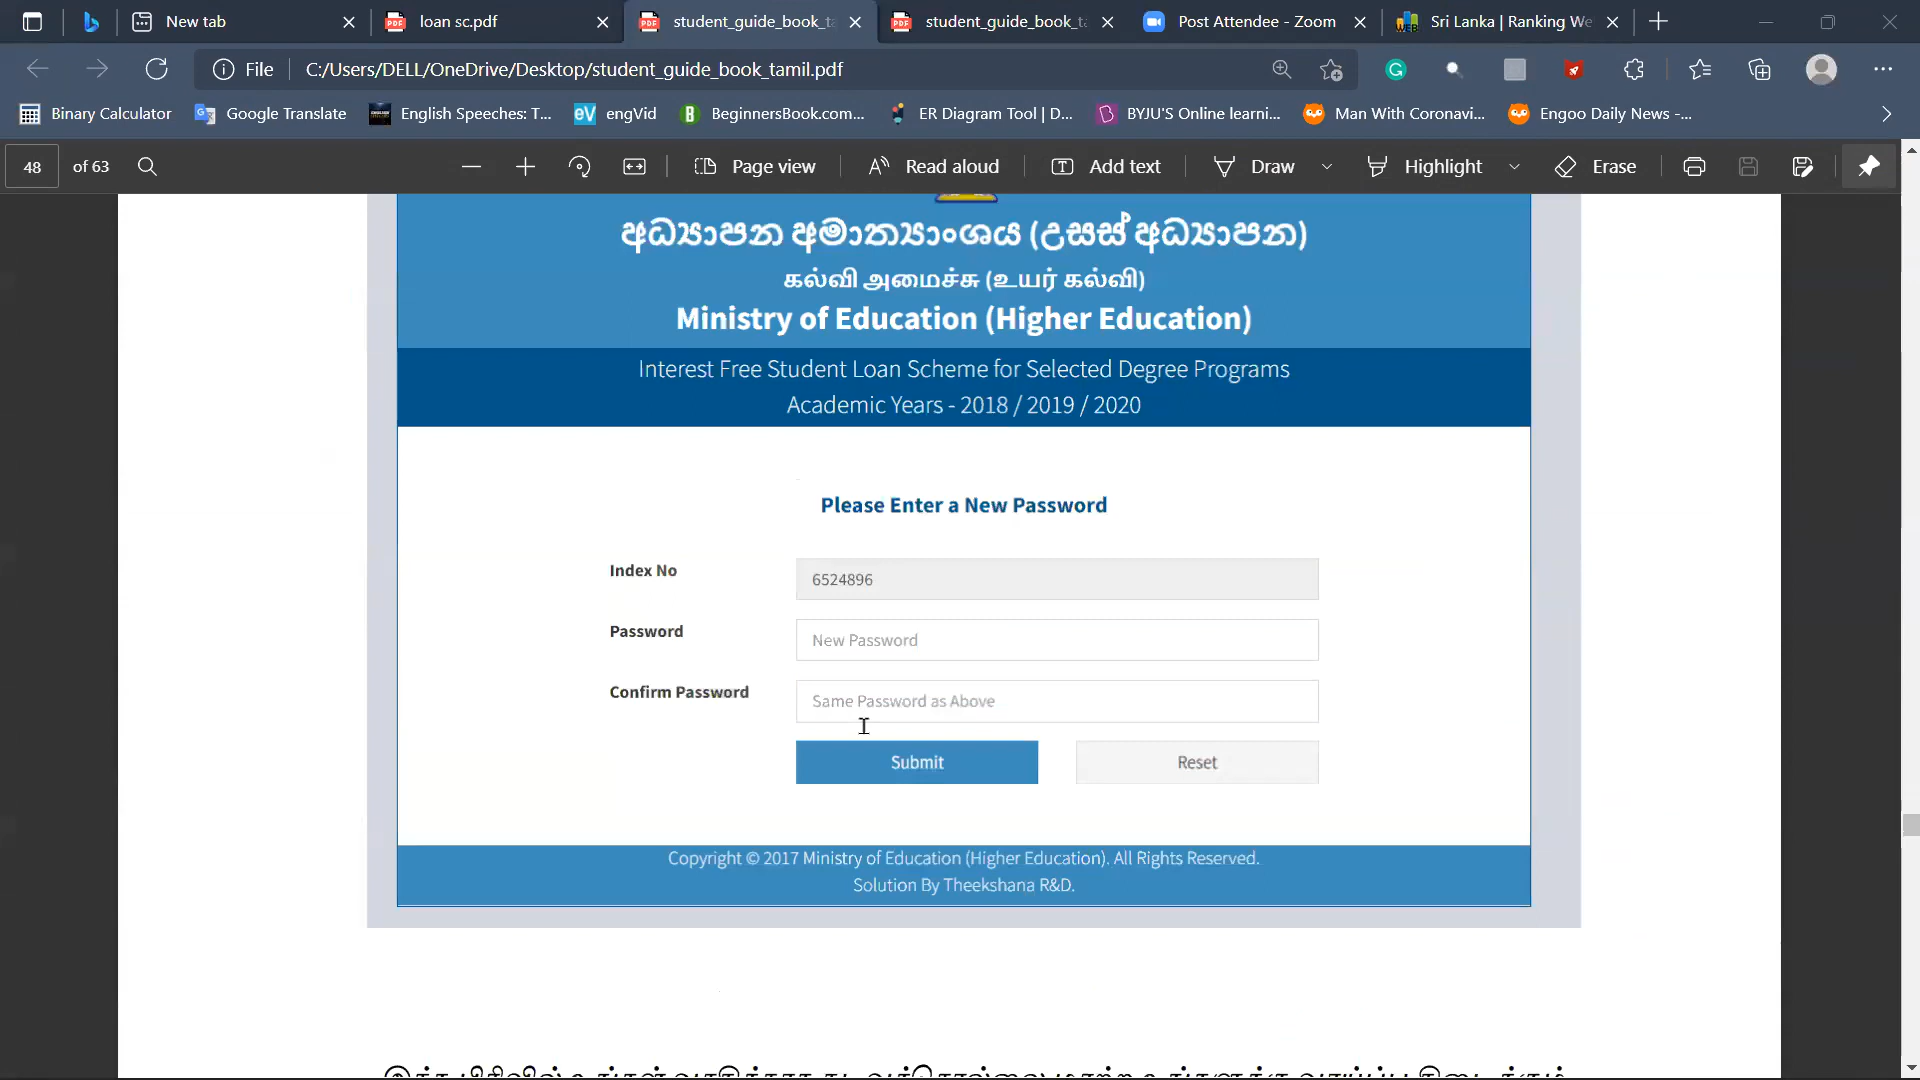 New tab
loan sc.pdf
student_guide_book_ta
student_guide_book_ta
Post Attendee - Zoom
Sri Lanka | Ranking We
File
C:/Users/DELL/OneDrive/Desktop/student_guide_book_tamil.pdf
Binary Calculator
Google Translate
English Speeches: T...
engVid
BeginnersBook.com...
ER Diagram Tool | D...
BYJU'S Online learni...
Man With Coronavi...
Engoo Daily News -...
48 of 63
Page view
Read aloud
Add text
Draw
Highlight
Erase
අධ්‍යාපන අමාත්‍යාංශය (උසස් අධ්‍යාපන)
கல்வி அமைச்சு (உயர் கல்வி)
Ministry of Education (Higher Education)
Interest Free Student Loan Scheme for Selected Degree Programs
Academic Years - 2018 / 2019 / 2020
Please Enter a New Password
Index No
6524896
Password
New Password
Confirm Password
Same Password as Above
Submit
Reset
Copyright © 2017 Ministry of Education (Higher Education). All Rights Reserved.
Solution By Theekshana R&D.